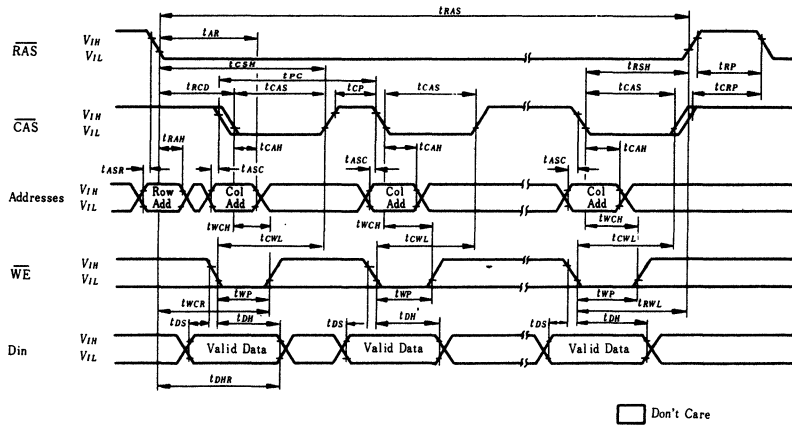 tRAS
RAS VIH VIL
tAR
tCSH
tPC
tRSH
tRP
tRCD tCAS tCP tCAS tCAS tCRP
CAS VIH VIL
tRAH tCAH tCAH tCAH
tASR tASC tASC tASC
Addresses VIH VIL
Row Add
Col Add
Col Add
Col Add
tWCH tWCH tWCH
tCWL tCWL tCWL
WE VIH VIL
tWP tWP tWP
tWCR tRWL
tDS tDH tDS tDH tDS tDH
Din VIH VIL
Valid Data Valid Data Valid Data
tDHR
Don't Care